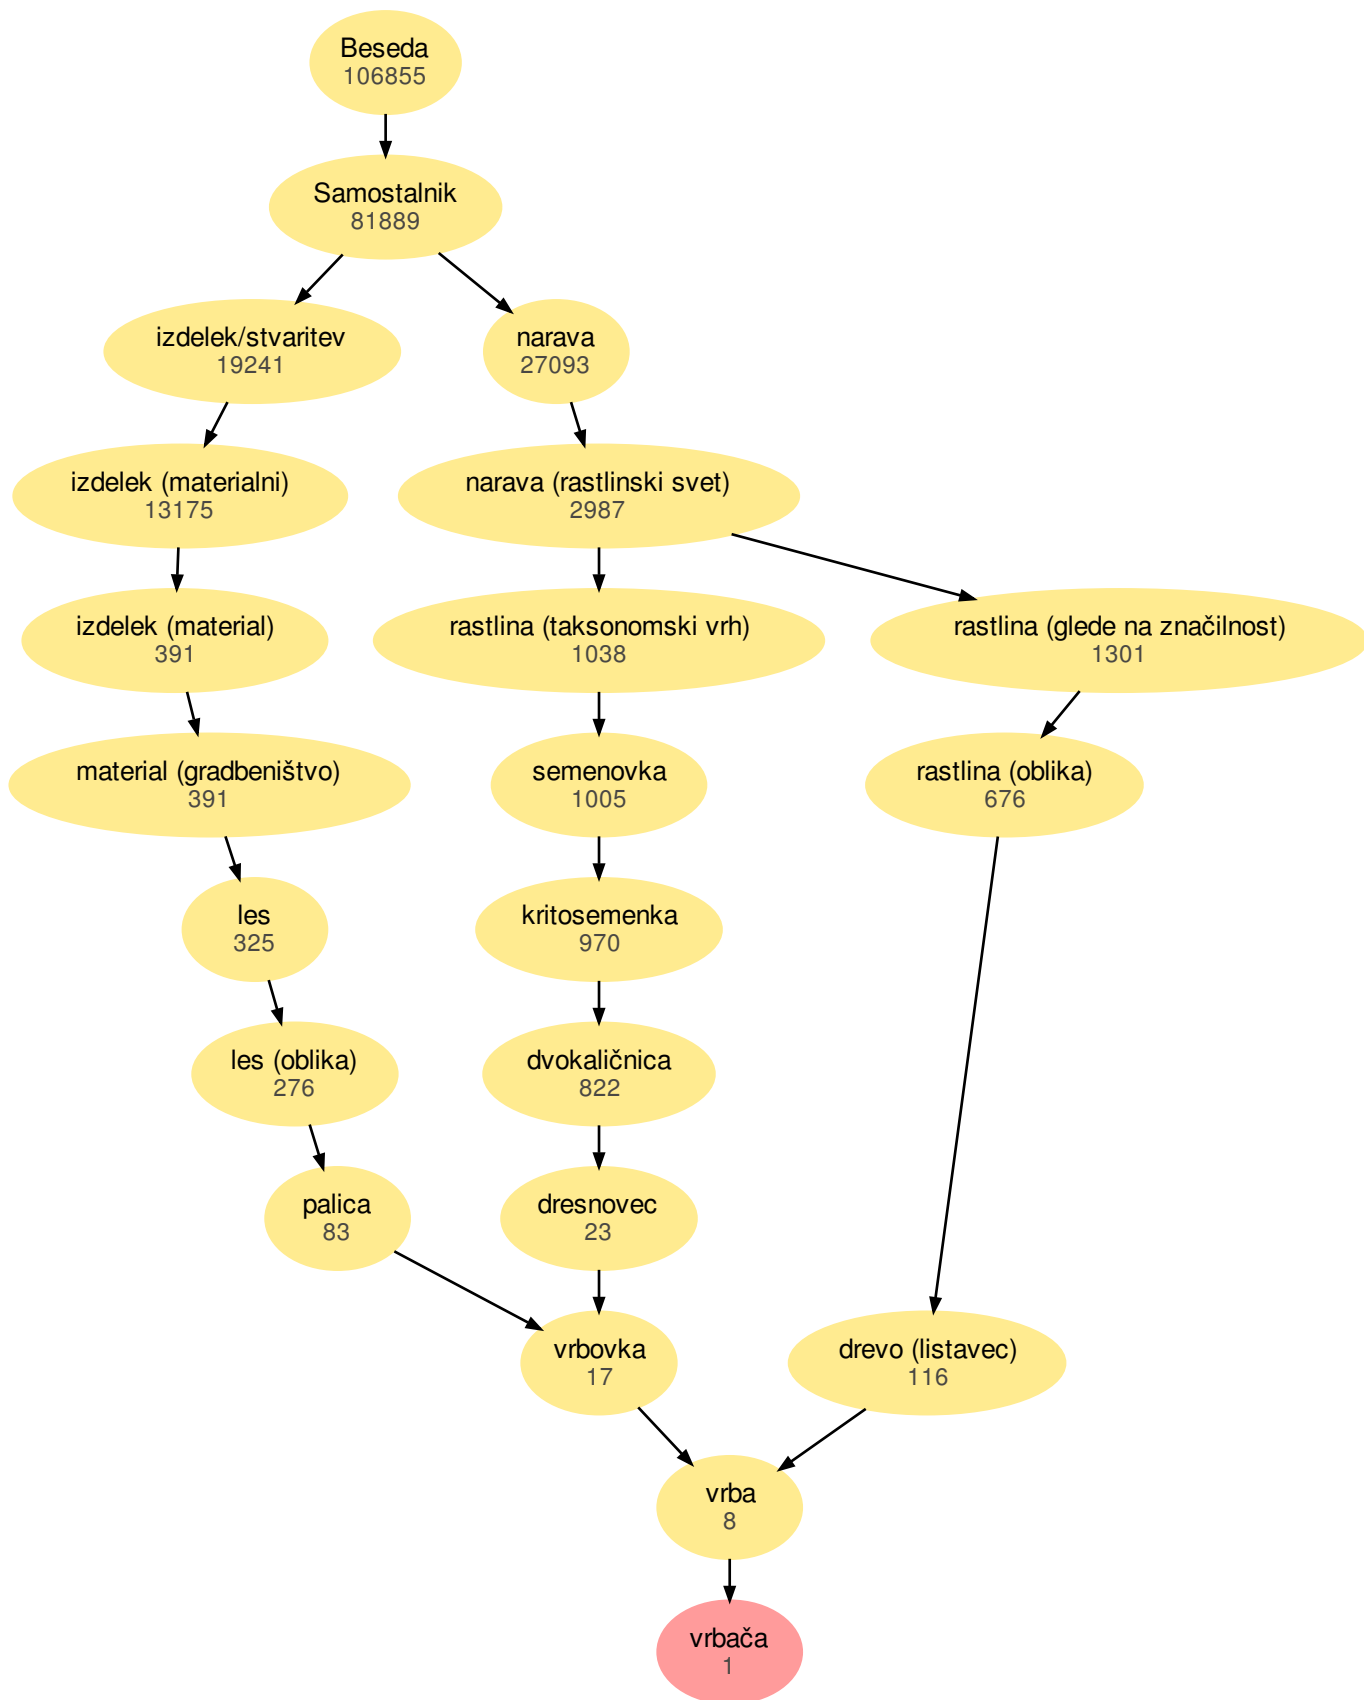 Beseda
106855
Samostalnik
81889
izdelek/stvaritev
19241
narava
27093
izdelek (materialni)
13175
narava (rastlinski svet)
2987
izdelek (material)
391
rastlina (taksonomski vrh)
1038
rastlina (glede na značilnost)
1301
material (gradbeništvo)
391
semenovka
1005
rastlina (oblika)
676
les
325
kritosemenka
970
les (oblika)
276
dvokaličnica
822
palica
83
dresnovec
23
vrbovka
17
drevo (listavec)
116
vrba
8
vrbača
1